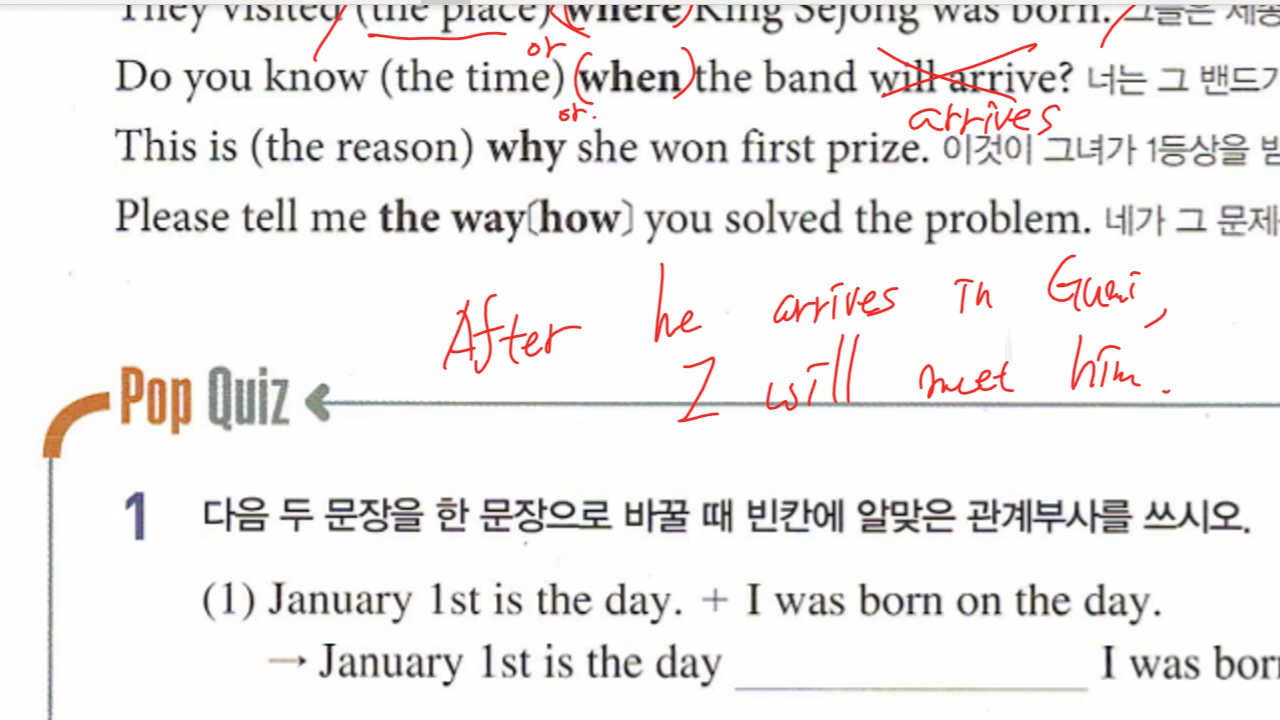 They visited (the place) (where) King Sejong was born. 그들은 세종
or
Do you know (the time) (when) the band will arrive? 너는 그 밴드가
or.
arrives
This is (the reason) why she won first prize. 이것이 그녀가 1등상을 받
Please tell me the way[how] you solved the problem. 네가 그 문제
After he arrives in Gumi,
I will meet him.
Pop Quiz
1 다음 두 문장을 한 문장으로 바꿀 때 빈칸에 알맞은 관계부사를 쓰시오.
(1) January 1st is the day. + I was born on the day.
→ January 1st is the day ____________ I was born